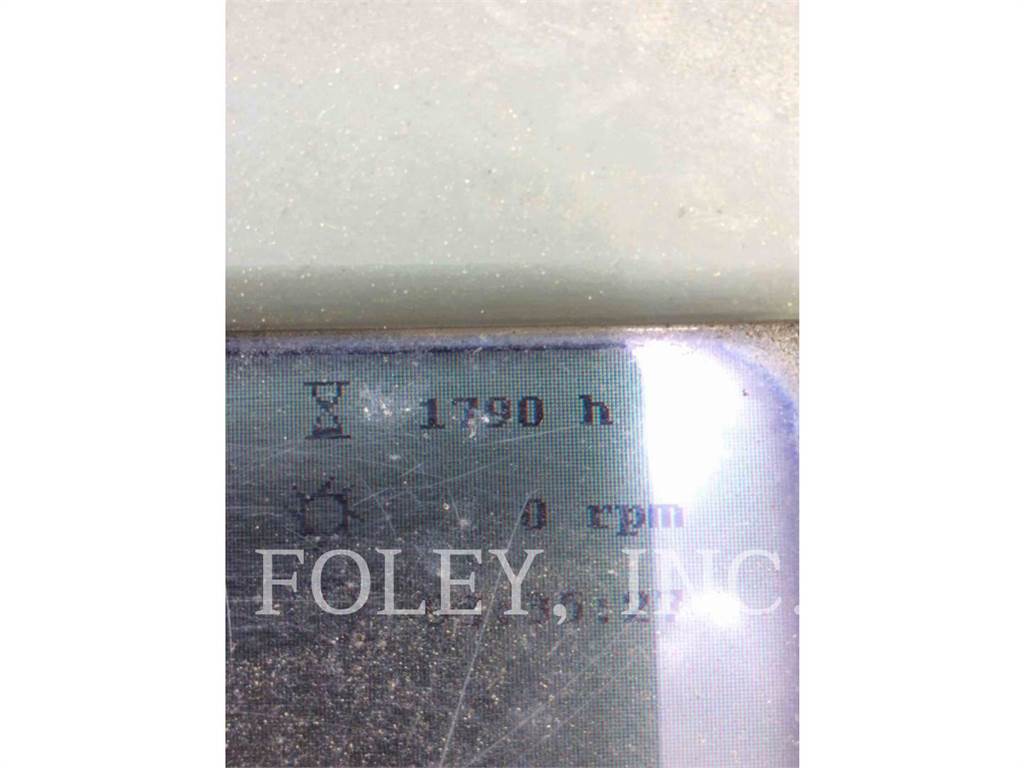 1790 h
0 rpm
FOLEY, INC.